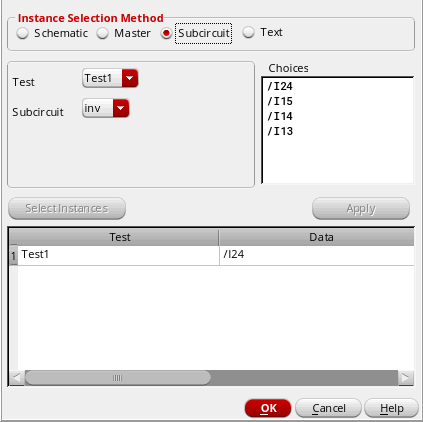 Instance Selection Method
Schematic Master Subcircuit Text
Test Test1
Subcircuit inv
Choices
/I24
/I15
/I14
/I13
Select Instances Apply
Test Data
1 Test1 /I24
OK Cancel Help